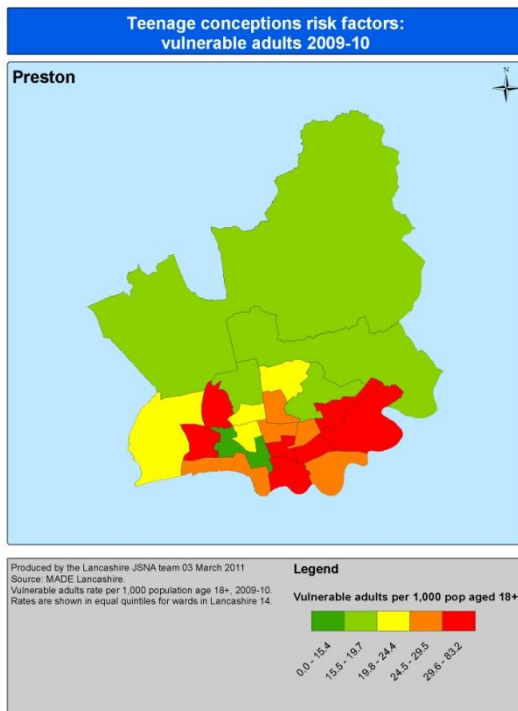 Teenage conceptions risk factors:
vulnerable adults 2009-10
Preston
N
Produced by the Lancashire JSNA team 03 March 2011
Source: MADE Lancashire.
Vulnerable adults rate per 1,000 population age 18+, 2009-10.
Rates are shown in equal quintiles for wards in Lancashire 14.
Legend
Vulnerable adults per 1,000 pop aged 18+
0.0 - 15.4
15.5 - 19.7
19.8 - 24.4
24.5 - 29.5
29.6 - 83.2